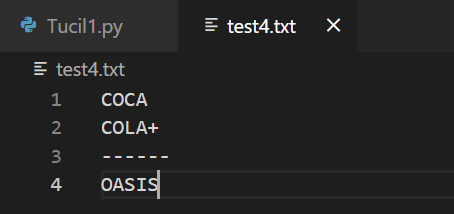 Tucil1.py
test4.txt
test4.txt
1 COCA
2 COLA+
3 ------
4 OASIS